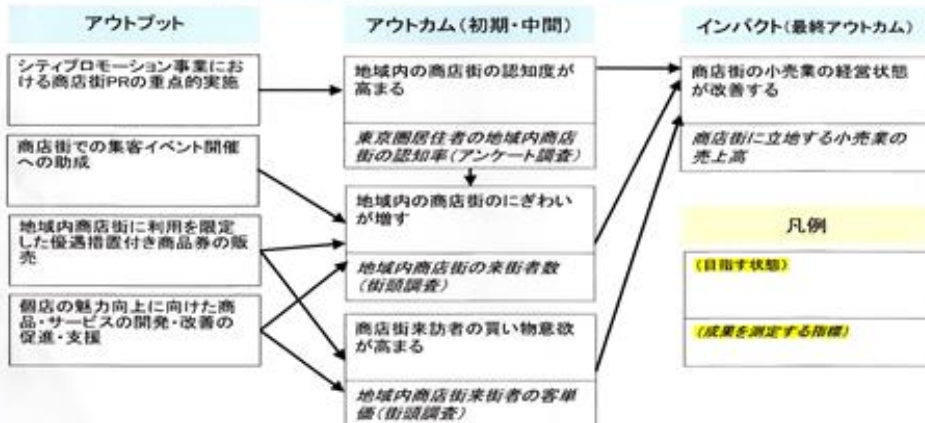 アウトプット
シティプロモーション事業にお
ける商店街PRの重点的実施
商店街での集客イベント開催
への助成
地域内商店街に利用を限定
した優遇措置付き商品券の販
売
個店の魅力向上に向けた商
品・サービスの開発・改善の
促進・支援
アウトカム(初期・中間)
地域内の商店街の認知度が
高まる
東京圏居住者の地域内商店
街の認知率(アンケート調査)
地域内の商店街のにぎわい
が増す
地域内商店街の来街者数
(街頭調査)
商店街来訪者の買い物意欲
が高まる
地域内商店街来街者の客単
価(街頭調査)
インパクト(最終アウトカム)
商店街の小売業の経営状態
が改善する
商店街に立地する小売業の
売上高
凡例
(目指す状態)
(成果を測定する指標)